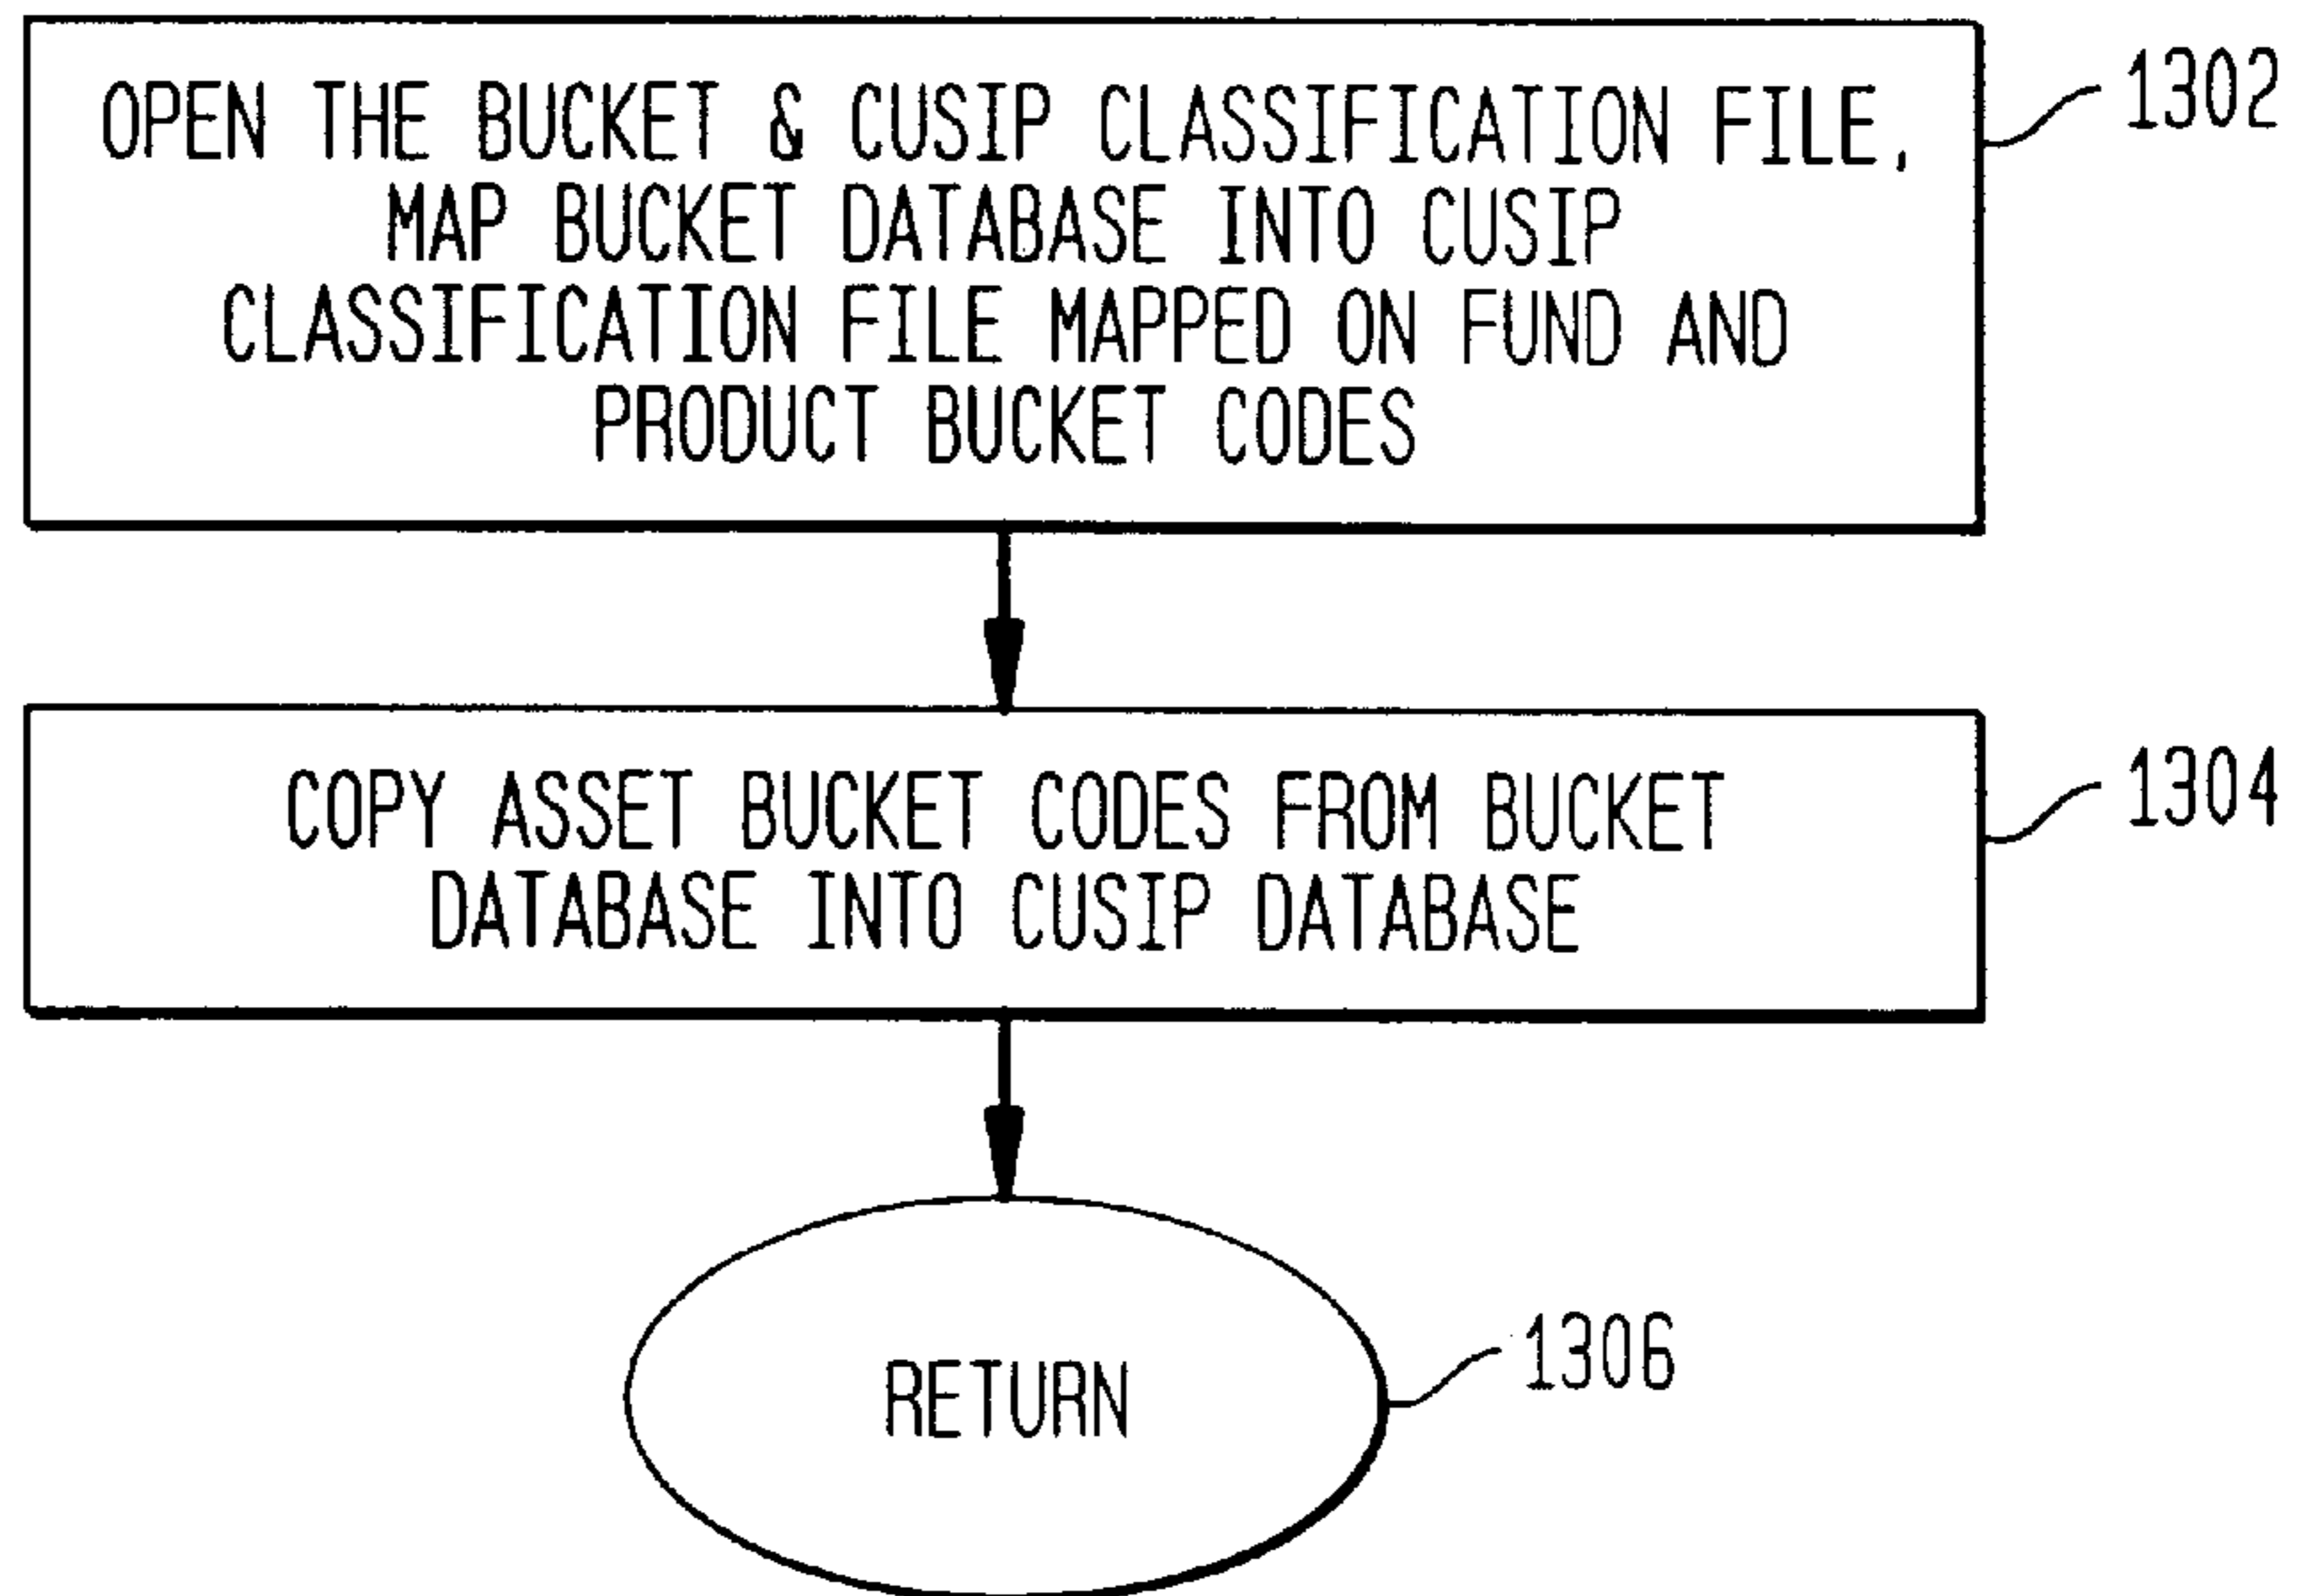 OPEN THE BUCKET & CUSIP CLASSIFICATION FILE, 1302
MAP BUCKET DATABASE INTO CUSIP
CLASSIFICATION FILE MAPPED ON FUND AND
PRODUCT BUCKET CODES
COPY ASSET BUCKET CODES FROM BUCKET 1304
DATABASE INTO CUSIP DATABASE
RETURN 1306